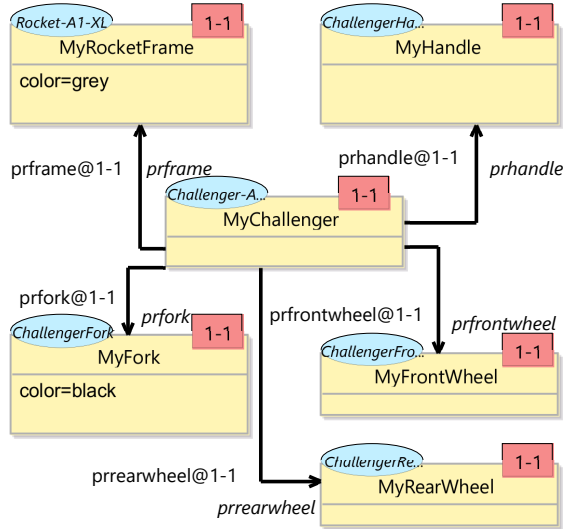 Rocket-A1-XL
1-1
MyRocketFrame
color=grey
ChallengerHa...
1-1
MyHandle
prframe@1-1
prframe
prhandle@1-1
prhandle
Challenger-A...
1-1
MyChallenger
prfork@1-1
prfork
prfrontwheel@1-1
prfrontwheel
ChallengerFork
1-1
MyFork
color=black
ChallengerFro...
1-1
MyFrontWheel
prrearwheel@1-1
prrearwheel
ChallengerRe...
1-1
MyRearWheel